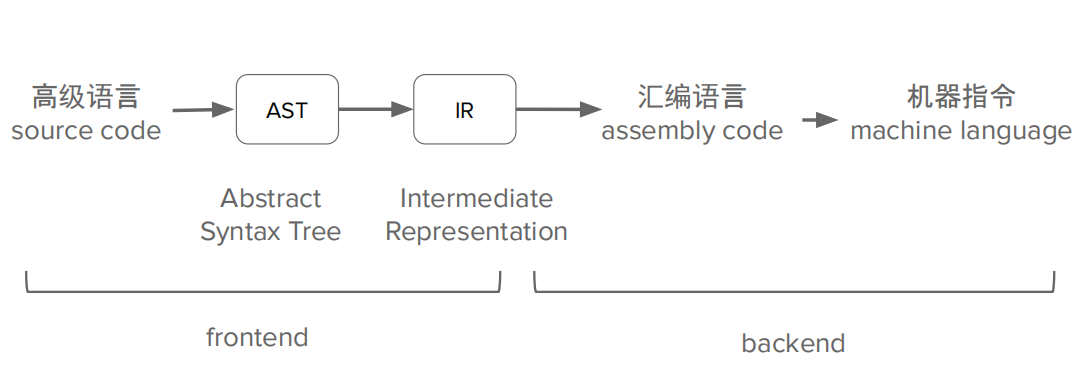 高级语言
source code
AST
IR
汇编语言
assembly code
机器指令
machine language
Abstract
Syntax Tree
Intermediate
Representation
frontend
backend